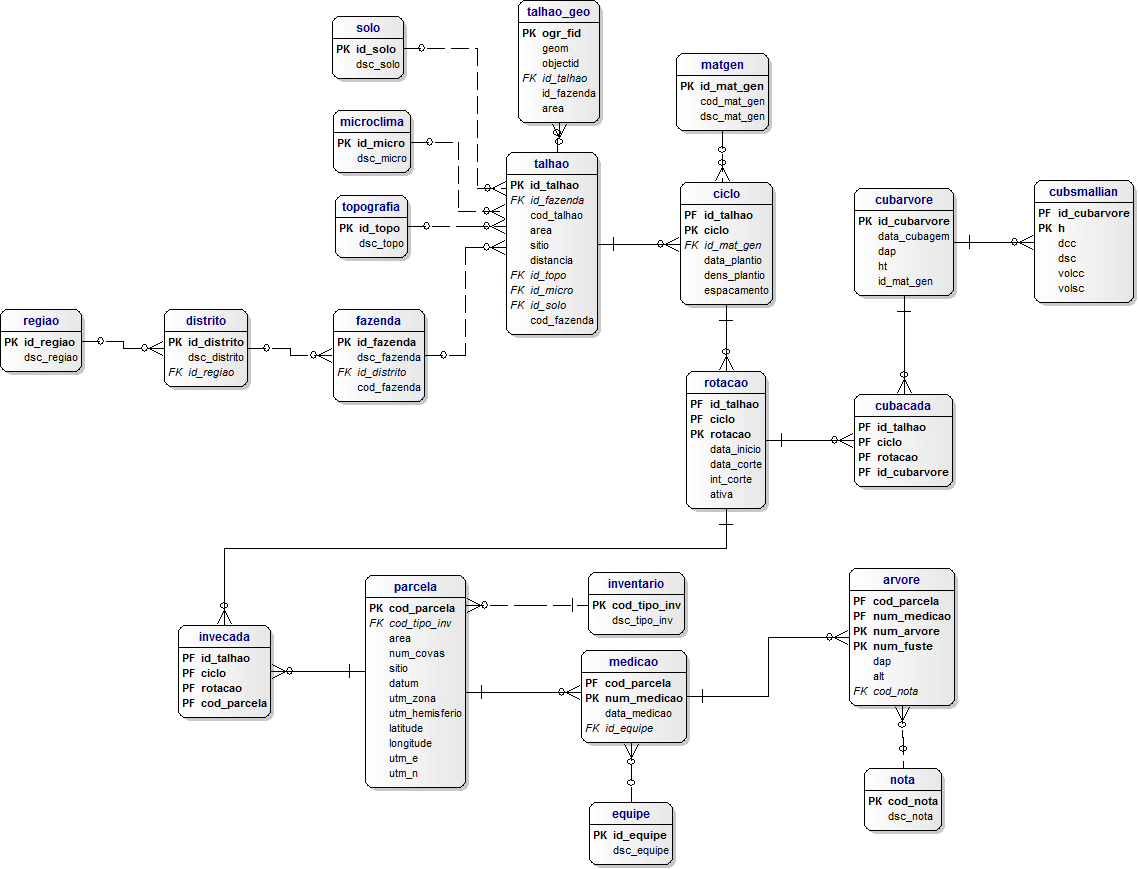 solo
PK id_solo
dsc_solo
talhao_geo
PK ogr_fid
geom
objectid
FK id_talhao
id_fazenda
area
matgen
PK id_mat_gen
cod_mat_gen
dsc_mat_gen
microclima
PK id_micro
dsc_micro
topografia
PK id_topo
dsc_topo
talhao
PK id_talhao
FK id_fazenda
cod_talhao
area
sitio
distancia
FK id_topo
FK id_micro
FK id_solo
cod_fazenda
ciclo
PF id_talhao
PK ciclo
FK id_mat_gen
data_plantio
dens_plantio
espacamento
cubarvore
PK id_cubarvore
data_cubagem
dap
ht
id_mat_gen
cubsmallian
PF id_cubarvore
PK h
dcc
dsc
volcc
volsc
regiao
PK id_regiao
dsc_regiao
distrito
PK id_distrito
dsc_distrito
FK id_regiao
fazenda
PK id_fazenda
dsc_fazenda
FK id_distrito
cod_fazenda
rotacao
PF id_talhao
PF ciclo
PK rotacao
data_inicio
data_corte
int_corte
ativa
cubacada
PF id_talhao
PF ciclo
PF rotacao
PF id_cubarvore
invecada
PF id_talhao
PF ciclo
PF rotacao
PF cod_parcela
parcela
PK cod_parcela
FK cod_tipo_inv
area
num_covas
sitio
datum
utm_zona
utm_hemisferio
latitude
longitude
utm_e
utm_n
inventario
PK cod_tipo_inv
dsc_tipo_inv
medicao
PF cod_parcela
PK num_medicao
data_medicao
FK id_equipe
arvore
PF cod_parcela
PF num_medicao
PK num_arvore
PK num_fuste
dap
alt
FK cod_nota
equipe
PK id_equipe
dsc_equipe
nota
PK cod_nota
dsc_nota